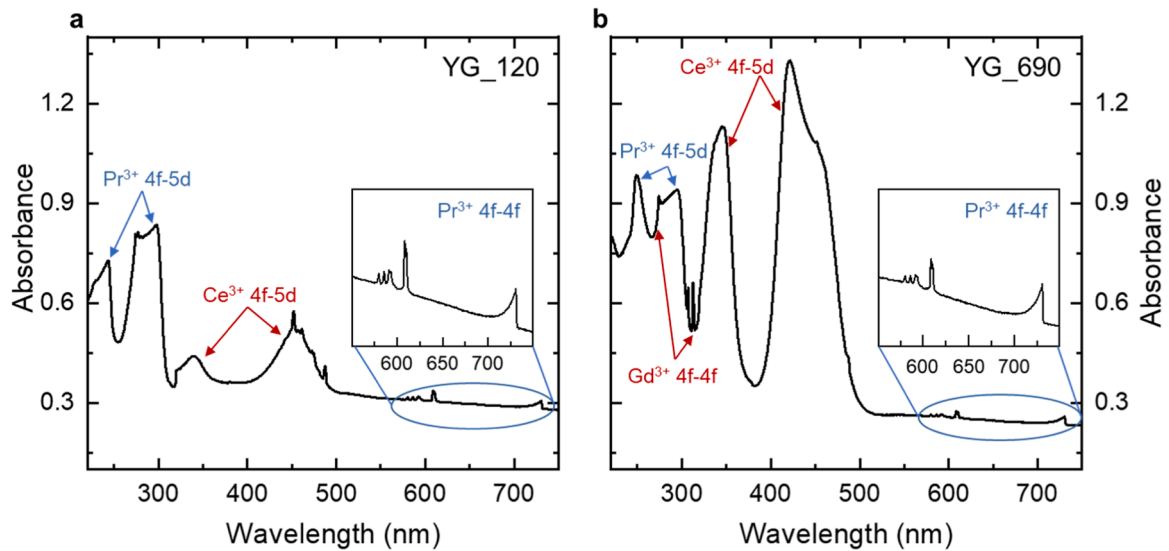 a
YG_120
Absorbance
1.2
0.9
0.6
0.3
Pr³⁺ 4f-5d
Ce³⁺ 4f-5d
Pr³⁺ 4f-4f
600
650
700
300
400
500
600
700
Wavelength (nm)
b
YG_690
Ce³⁺ 4f-5d
Pr³⁺ 4f-5d
Gd³⁺ 4f-4f
Pr³⁺ 4f-4f
600
650
700
1.2
0.9
0.6
0.3
Absorbance
300
400
500
600
700
Wavelength (nm)